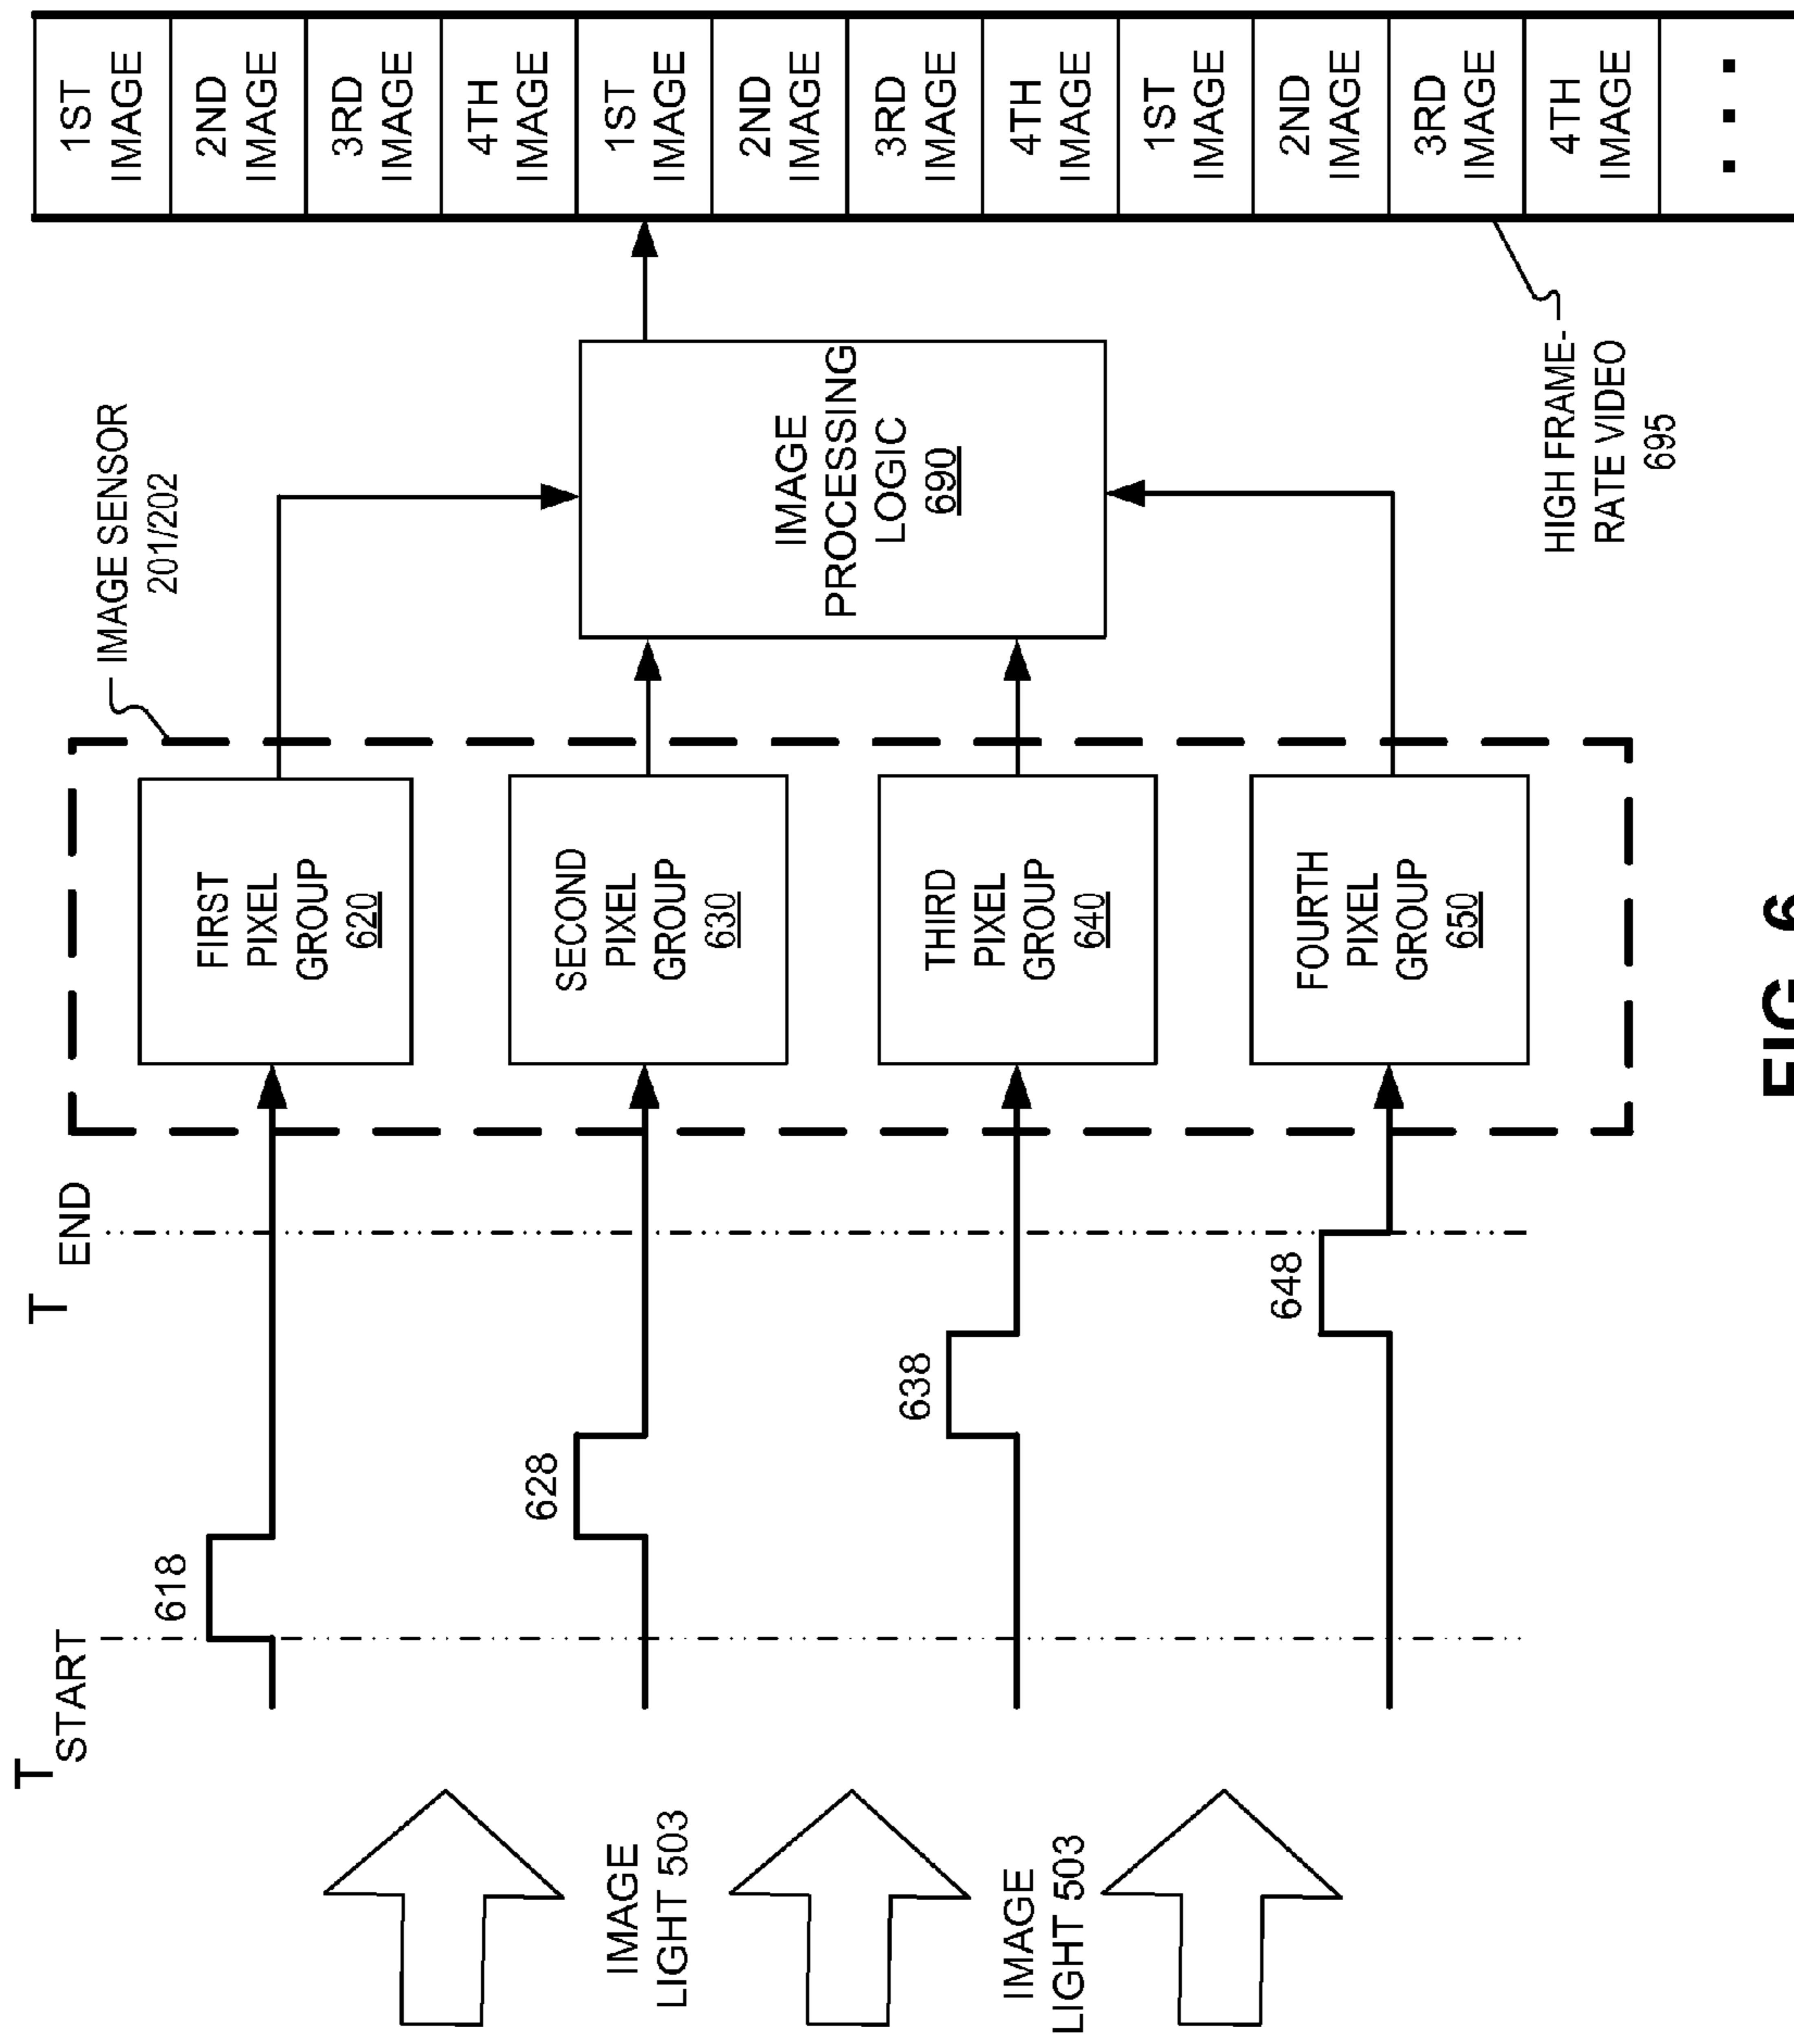 T START
T END
IMAGE SENSOR
201/202
618
628
638
648
IMAGE
LIGHT 503
IMAGE
LIGHT 503
FIRST
PIXEL
GROUP
620
SECOND
PIXEL
GROUP
630
THIRD
PIXEL
GROUP
640
FOURTH
PIXEL
GROUP
650
IMAGE
PROCESSING
LOGIC
690
1ST
IMAGE
2ND
IMAGE
3RD
IMAGE
4TH
IMAGE
1ST
IMAGE
2ND
IMAGE
3RD
IMAGE
4TH
IMAGE
1ST
IMAGE
2ND
IMAGE
3RD
IMAGE
4TH
IMAGE
. . .
HIGH FRAME-
RATE VIDEO
695
FIG. 6